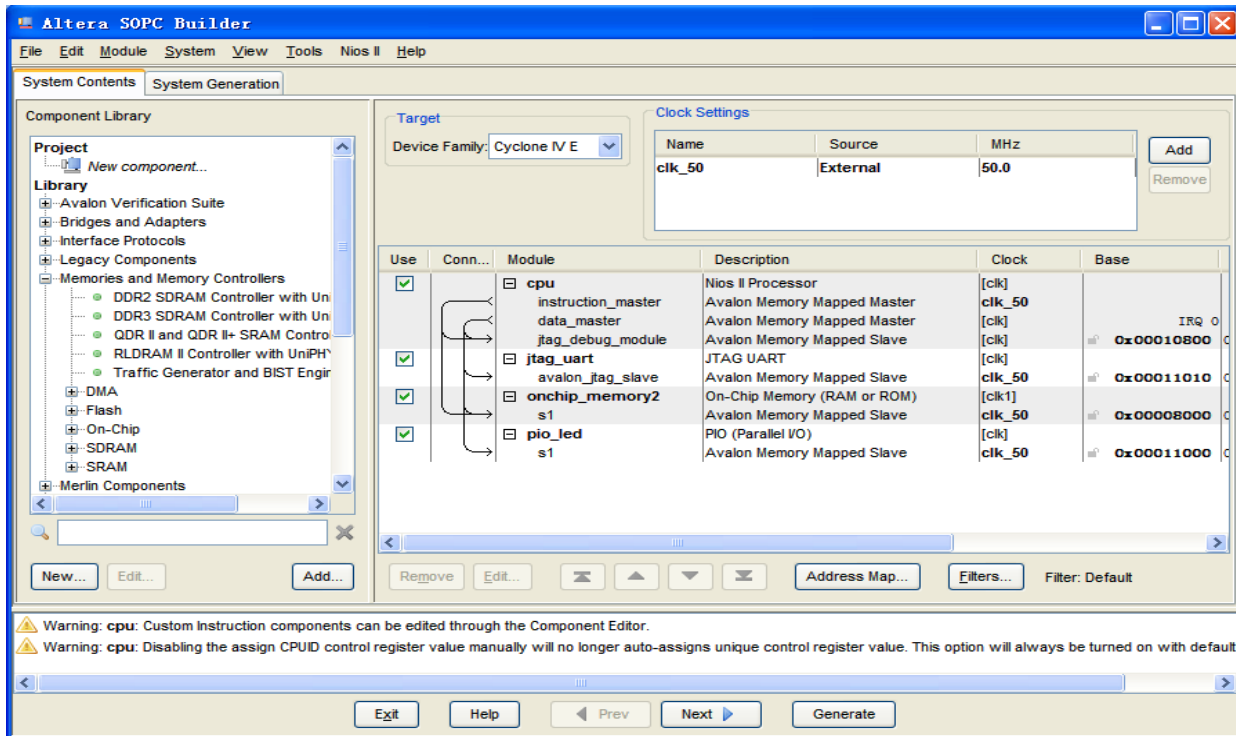 Altera SOPC Builder
File Edit Module System View Tools Nios II Help
System Contents System Generation
Component Library
Project
New component...
Library
Avalon Verification Suite
Bridges and Adapters
Interface Protocols
Legacy Components
Memories and Memory Controllers
DDR2 SDRAM Controller with Uni
DDR3 SDRAM Controller with Uni
QDR II and QDR II+ SRAM Contro
RLDRAM II Controller with UniPHY
Traffic Generator and BIST Engin
DMA
Flash
On-Chip
SDRAM
SRAM
Merlin Components
New... Edit... Add...
Target
Device Family: Cyclone IV E
Clock Settings
Name Source MHz
clk_50 External 50.0
Add
Remove
Use Conn... Module Description Clock Base
cpu Nios II Processor [clk]
instruction_master Avalon Memory Mapped Master clk_50
data_master Avalon Memory Mapped Master [clk] IRQ 0
jtag_debug_module Avalon Memory Mapped Slave [clk] 0x00010800
jtag_uart JTAG UART [clk]
avalon_jtag_slave Avalon Memory Mapped Slave clk_50 0x00011010
onchip_memory2 On-Chip Memory (RAM or ROM) [clk1]
s1 Avalon Memory Mapped Slave clk_50 0x00008000
pio_led PIO (Parallel I/O) [clk]
s1 Avalon Memory Mapped Slave clk_50 0x00011000
Remove Edit... Address Map... Filters... Filter: Default
Warning: cpu: Custom Instruction components can be edited through the Component Editor.
Warning: cpu: Disabling the assign CPUID control register value manually will no longer auto-assigns unique control register value. This option will always be turned on with default
Exit Help Prev Next Generate